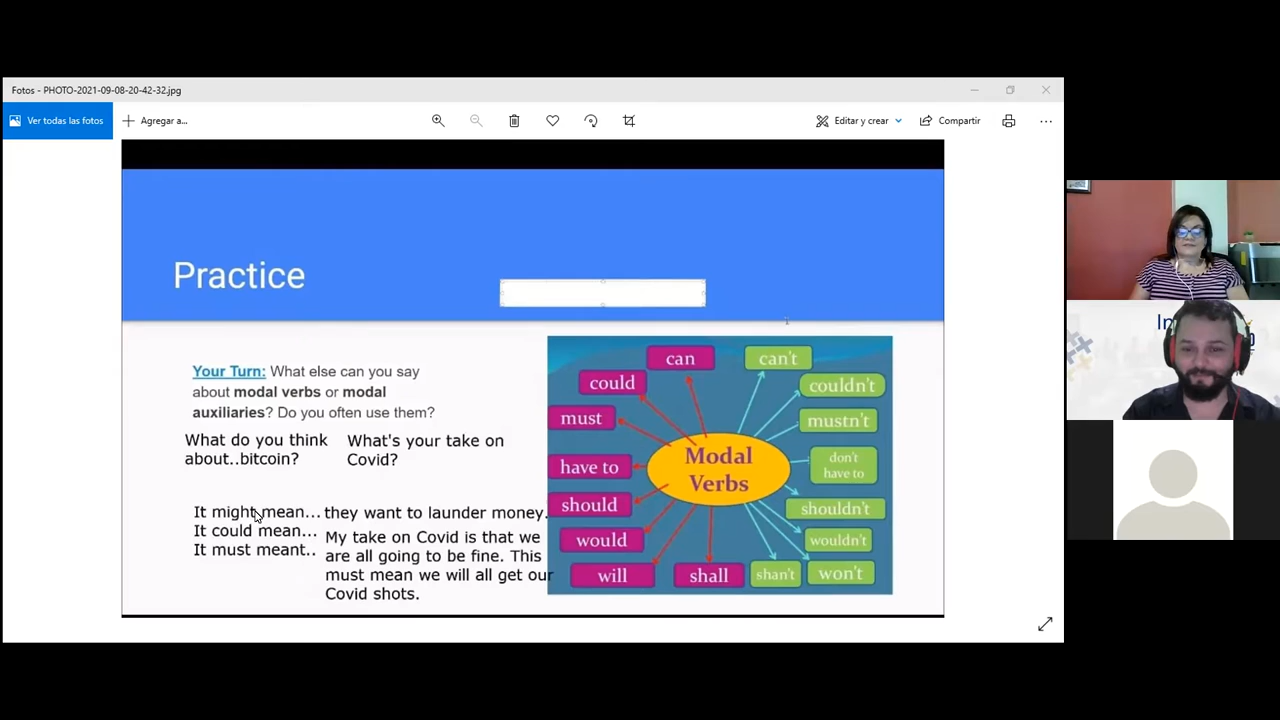 Fotos - PHOTO-2021-09-08-20-42-32.jpg
Ver todas las fotos
Agregar a...
Editar y crear
Compartir
Practice
Your Turn: What else can you say
about modal verbs or modal
auxiliaries? Do you often use them?
What do you think
about..bitcoin?
What's your take on
Covid?
It might mean...
It could mean...
It must meant..
they want to launder money.
My take on Covid is that we
are all going to be fine. This
must mean we will all get our
Covid shots.
Modal
Verbs
can
could
must
have to
should
would
will
shall
can't
couldn't
mustn't
don't
have to
shouldn't
wouldn't
won't
shan't